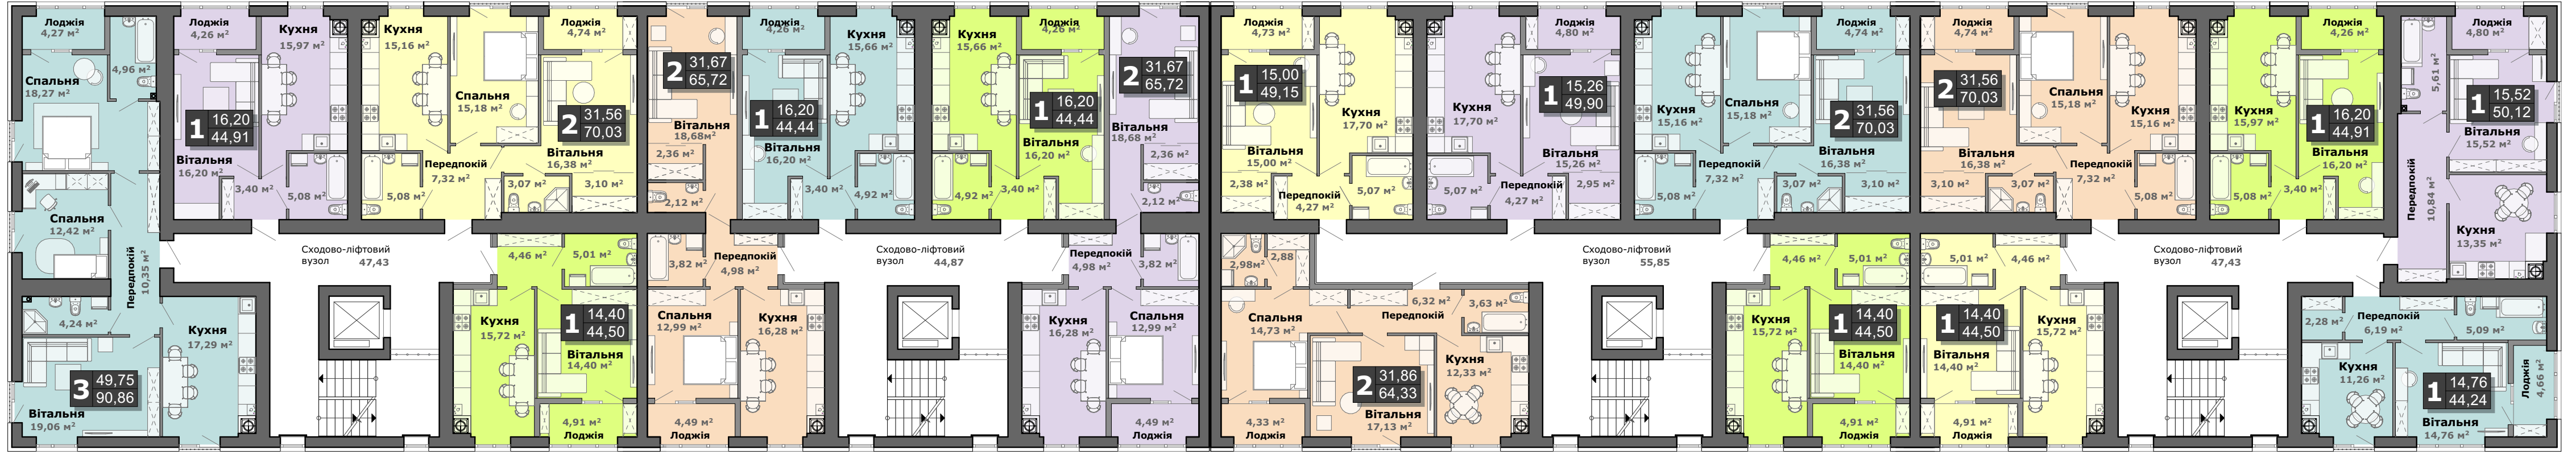 Лоджія
4,27 м²
4,96 м²
Спальня
18,27 м²
Спальня
12,42 м²
Передпокій
10,35 м²
4,24 м²
Кухня
17,29 м²
3 49,75
90,86
Вітальня
19,06 м²
Лоджія
4,26 м²
Кухня
15,97 м²
1 16,20
44,91
Вітальня
16,20 м²
3,40 м²
5,08 м²
Кухня
15,16 м²
Спальня
15,18 м²
Лоджія
4,74 м²
2 31,56
70,03
Вітальня
16,38 м²
Передпокій
7,32 м²
5,08 м²
3,07 м²
3,10 м²
Сходово-ліфтовий
вузол 47,43
4,46 м²
5,01 м²
Кухня
15,72 м²
1 14,40
44,50
Вітальня
14,40 м²
4,91 м²
Лоджія
2 31,67
65,72
Вітальня
18,68м²
2,36 м²
2,12 м²
3,82 м²
Передпокій
4,98 м²
Спальня
12,99 м²
Кухня
16,28 м²
4,49 м²
Лоджія
Лоджія
4,26 м²
Кухня
15,66 м²
1 16,20
44,44
Вітальня
16,20 м²
3,40 м²
4,92 м²
Кухня
15,66 м²
Лоджія
4,26 м²
1 16,20
44,44
Вітальня
16,20 м²
4,92 м²
3,40 м²
Сходово-ліфтовий
вузол 44,87
2 31,67
65,72
Вітальня
18,68 м²
2,36 м²
2,12 м²
Передпокій
4,98 м²
3,82 м²
Кухня
16,28 м²
Спальня
12,99 м²
4,49 м²
Лоджія
Лоджія
4,73 м²
1 15,00
49,15
Кухня
17,70 м²
Вітальня
15,00 м²
2,38 м²
Передпокій
4,27 м²
5,07 м²
Кухня
17,70 м²
Лоджія
4,80 м²
1 15,26
49,90
Вітальня
15,26 м²
5,07 м²
Передпокій
4,27 м²
2,95 м²
2,98м²
2,88
Спальня
14,73 м²
6,32 м²
Передпокій
3,63 м²
Кухня
12,33 м²
2 31,86
64,33
Вітальня
17,13 м²
4,33 м²
Лоджія
Сходово-ліфтовий
вузол 55,85
Кухня
15,16 м²
Спальня
15,18 м²
Лоджія
4,74 м²
2 31,56
70,03
Вітальня
16,38 м²
Передпокій
7,32 м²
5,08 м²
3,07 м²
3,10 м²
4,46 м²
5,01 м²
Кухня
15,72 м²
1 14,40
44,50
Вітальня
14,40 м²
4,91 м²
Лоджія
Лоджія
4,74 м²
2 31,56
70,03
Спальня
15,18 м²
Кухня
15,16 м²
Вітальня
16,38 м²
Передпокій
7,32 м²
3,10 м²
3,07 м²
5,08 м²
5,01 м²
4,46 м²
1 14,40
44,50
Вітальня
14,40 м²
Кухня
15,72 м²
4,91 м²
Лоджія
Сходово-ліфтовий
вузол 47,43
Кухня
15,97 м²
Лоджія
4,26 м²
1 16,20
44,91
Вітальня
16,20 м²
5,08 м²
3,40 м²
5,61 м²
Лоджія
4,80 м²
1 15,52
50,12
Вітальня
15,52 м²
Передпокій
10,84 м²
Кухня
13,35 м²
2,28 м²
Передпокій
6,19 м²
5,09 м²
Кухня
11,26 м²
1 14,76
44,24
Вітальня
14,76 м²
Лоджія
4,66 м²